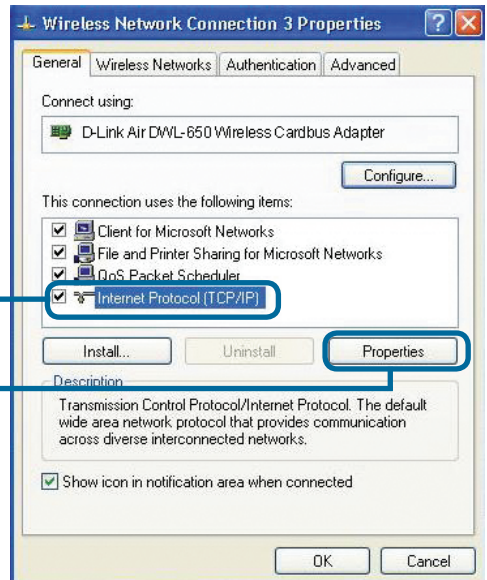 Wireless Network Connection 3 Properties
General Wireless Networks Authentication Advanced
Connect using:
D-Link Air DWL-650 Wireless Cardbus Adapter
Configure...
This connection uses the following items:
Client for Microsoft Networks
File and Printer Sharing for Microsoft Networks
QoS Packet Scheduler
Internet Protocol (TCP/IP)
Install... Uninstall Properties
Description
Transmission Control Protocol/Internet Protocol. The default
wide area network protocol that provides communication
across diverse interconnected networks.
Show icon in notification area when connected
OK Cancel